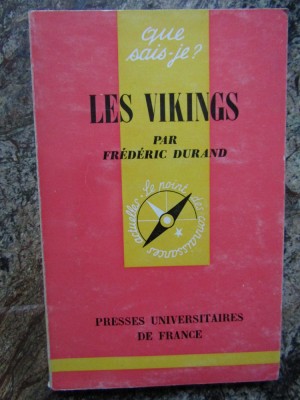 que
sais-je?
LES VIKINGS
PAR
FRÉDÉRIC DURAND
le point des connaissances actuelles
PRESSES UNIVERSITAIRES
DE FRANCE